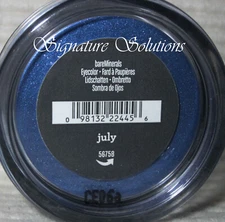 Signature Solutions
bareMinerals
Eyecolor • Fard à Paupières
Lidschatten • Ombretto
Sombra de Ojos
0 98132 22445 6
july
56758